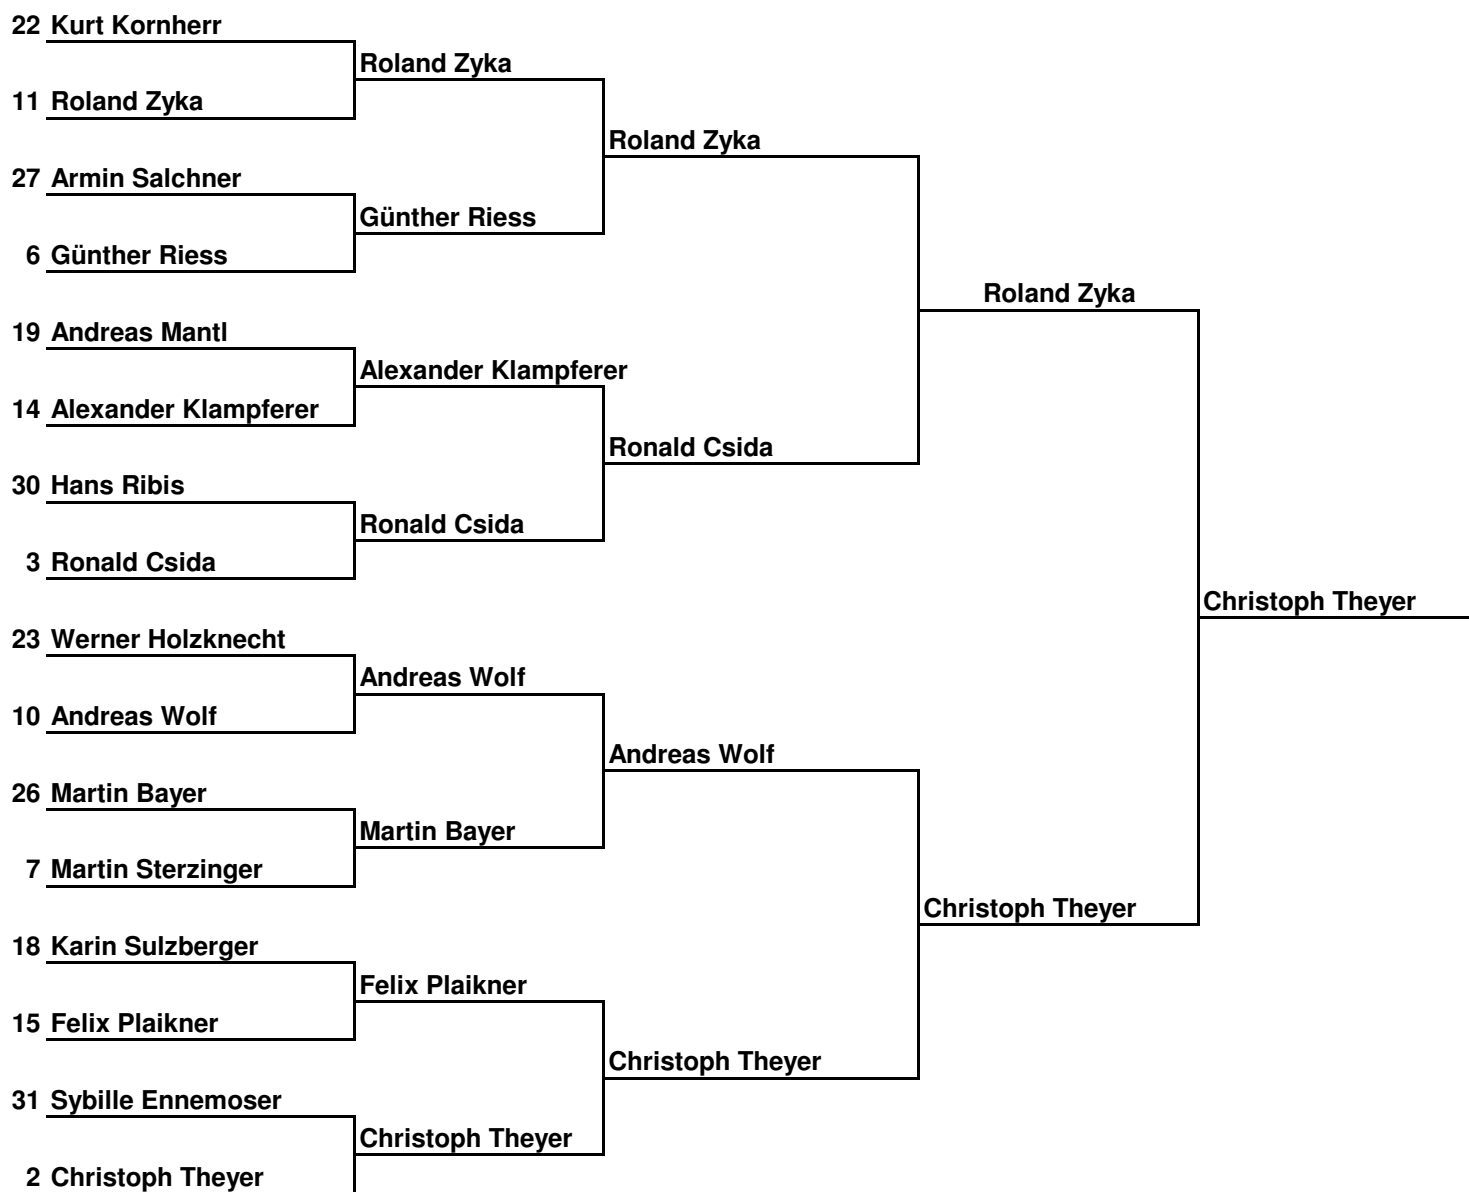 22 Kurt Kornherr
Roland Zyka
11 Roland Zyka
Roland Zyka
27 Armin Salchner
Günther Riess
6 Günther Riess
Roland Zyka
19 Andreas Mantl
Alexander Klampferer
14 Alexander Klampferer
Ronald Csida
30 Hans Ribis
Ronald Csida
3 Ronald Csida
Christoph Theyer
23 Werner Holzknecht
Andreas Wolf
10 Andreas Wolf
Andreas Wolf
26 Martin Bayer
Martin Bayer
7 Martin Sterzinger
Christoph Theyer
18 Karin Sulzberger
Felix Plaikner
15 Felix Plaikner
Christoph Theyer
31 Sybille Ennemoser
Christoph Theyer
2 Christoph Theyer